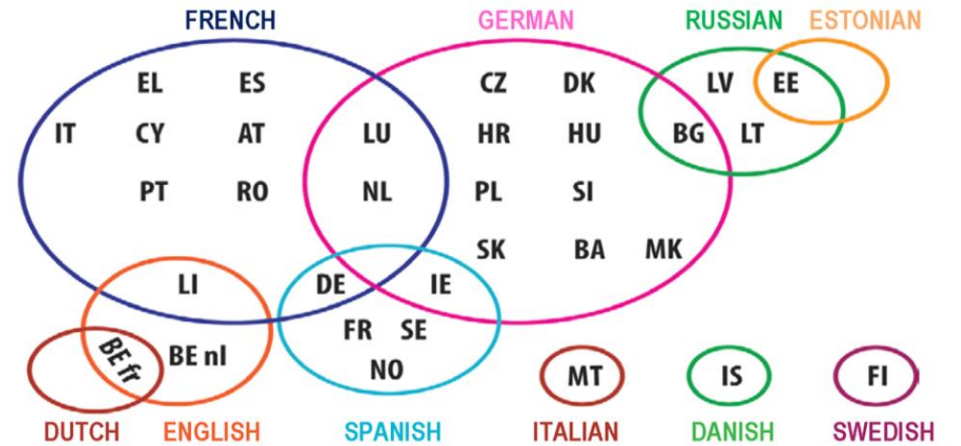 FRENCH GERMAN RUSSIAN ESTONIAN
EL ES CZ DK LV EE
IT CY AT LU HR HU BG LT
PT RO NL PL SI
SK BA MK
LI DE IE
FR SE
BE fr BE nl NO MT IS FI
DUTCH ENGLISH SPANISH ITALIAN DANISH SWEDISH